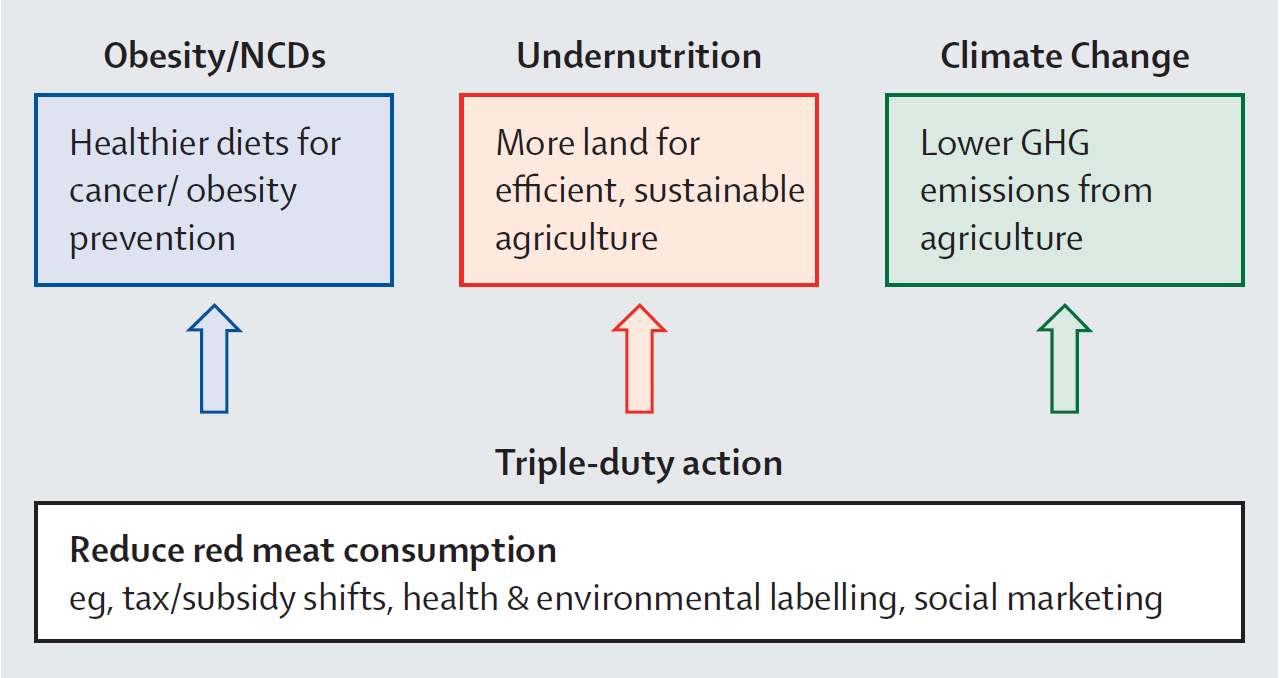 Obesity/NCDs
Healthier diets for
cancer/ obesity
prevention
Undernutrition
More land for
efficient, sustainable
agriculture
Climate Change
Lower GHG
emissions from
agriculture
Triple-duty action
Reduce red meat consumption
eg, tax/subsidy shifts, health & environmental labelling, social marketing